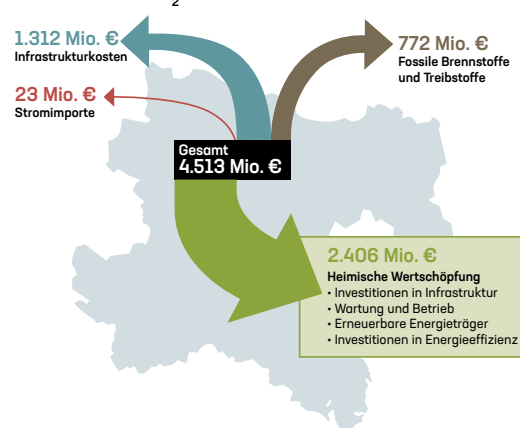 2
1.312 Mio. €
Infrastrukturkosten
772 Mio. €
Fossile Brennstoffe
und Treibstoffe
23 Mio. €
Stromimporte
Gesamt
4.513 Mio. €
2.406 Mio. €
Heimische Wertschöpfung
• Investitionen in Infrastruktur
• Wartung und Betrieb
• Erneuerbare Energieträger
• Investitionen in Energieeffizienz